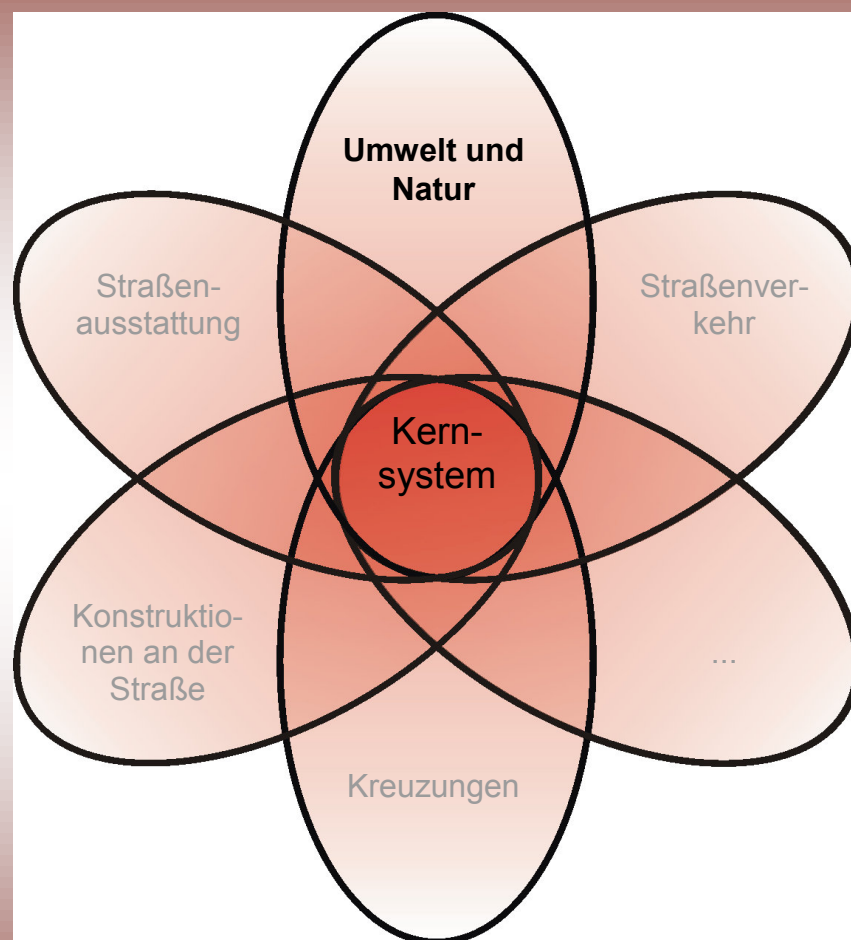 Umwelt und
Natur
Straßen-
ausstattung
Straßenver-
kehr
Kern-
system
Konstruktio-
nen an der
Straße
...
Kreuzungen